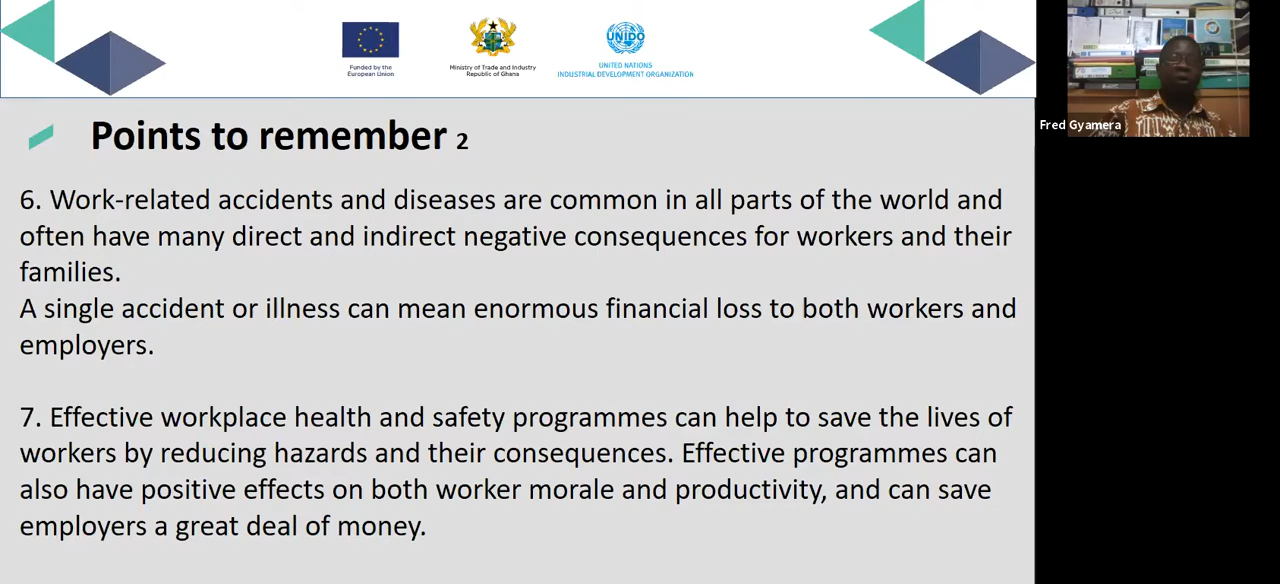 Funded by the
European Union
Ministry of Trade and Industry
Republic of Ghana
UNIDO
UNITED NATIONS
INDUSTRIAL DEVELOPMENT ORGANIZATION
Fred Gyamera
Points to remember 2
6. Work-related accidents and diseases are common in all parts of the world and
often have many direct and indirect negative consequences for workers and their
families.
A single accident or illness can mean enormous financial loss to both workers and
employers.
7. Effective workplace health and safety programmes can help to save the lives of
workers by reducing hazards and their consequences. Effective programmes can
also have positive effects on both worker morale and productivity, and can save
employers a great deal of money.